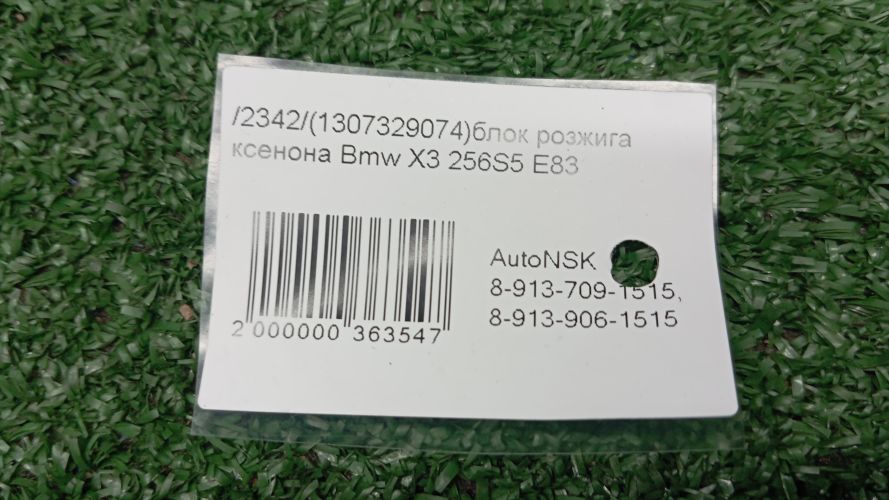 /2342/(1307329074)блок розжига
ксенона Bmw X3 256S5 E83
AutoNSK
8-913-709-1515,
8-913-906-1515
2 000000 363547